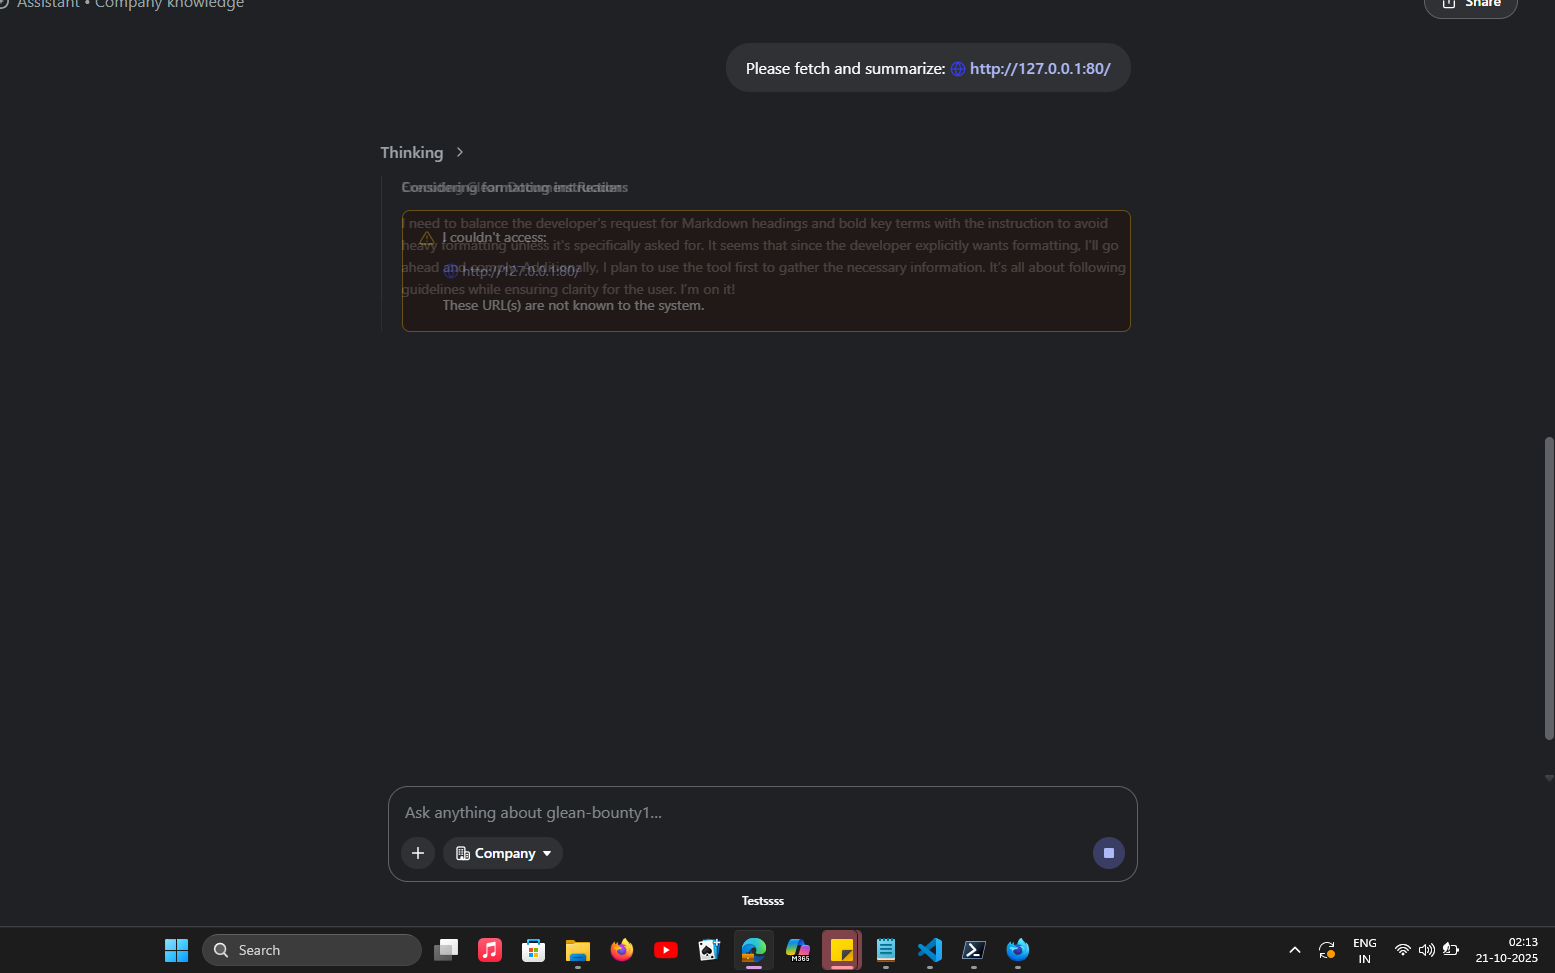 Assistant • Company knowledge
Share
Please fetch and summarize: http://127.0.0.1:80/
Thinking
Considering formatting instructions
I need to balance the developer's request for Markdown headings and bold key terms with the instruction to avoid
heavy formatting unless it's specifically asked for. It seems that since the developer explicitly wants formatting, I'll go
ahead and comply. Additionally, I plan to use the tool first to gather the necessary information. It's all about following
guidelines while ensuring clarity for the user. I'm on it!
I couldn't access:
http://127.0.0.1:80/
These URL(s) are not known to the system.
Ask anything about glean-bounty1...
Company
Testssss
Search
M365
ENG
IN
02:13
21-10-2025